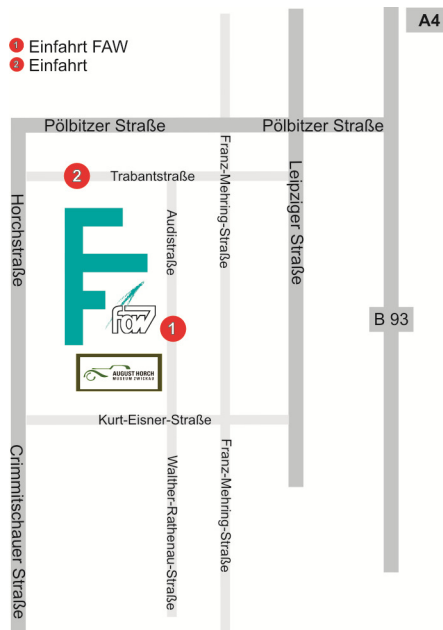 A4
1 Einfahrt FAW
2 Einfahrt
Pölbitzer Straße
Pölbitzer Straße
2
Trabantstraße
Horchstraße
Audistraße
Franz-Mehring-Straße
Leipziger Straße
faw
1
B 93
AUGUST HORCH
MUSEUM ZWICKAU
Kurt-Eisner-Straße
Crimmitschauer Straße
Walther-Rathenau-Straße
Franz-Mehring-Straße